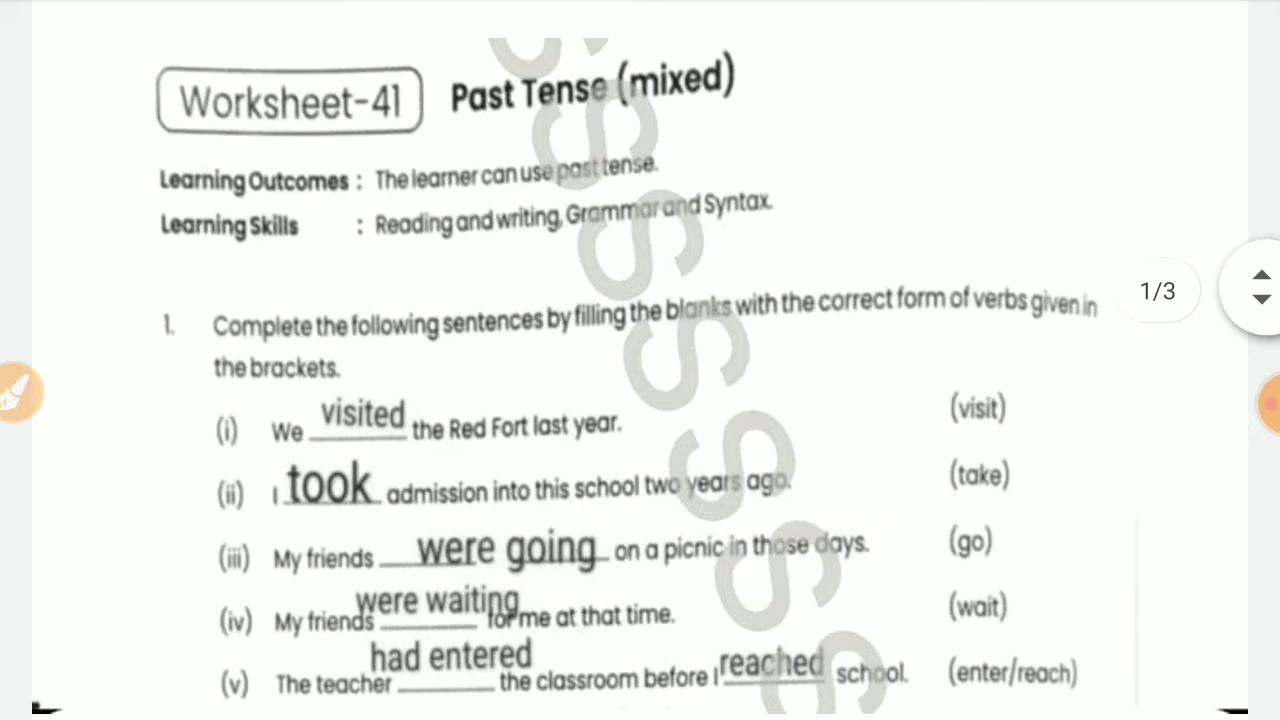 Worksheet-41 Past Tense (mixed)
Learning Outcomes : The learner can use past tense.
Learning Skills : Reading and writing, Grammar and Syntax.
1. Complete the following sentences by filling the blanks with the correct form of verbs given in
the brackets.
(i) We visited the Red Fort last year. (visit)
(ii) I took admission into this school two years ago. (take)
(iii) My friends were going on a picnic in those days. (go)
(iv) My friends were waiting for me at that time. (wait)
(v) The teacher had entered the classroom before I reached school. (enter/reach)
1/3
S S S S S S S